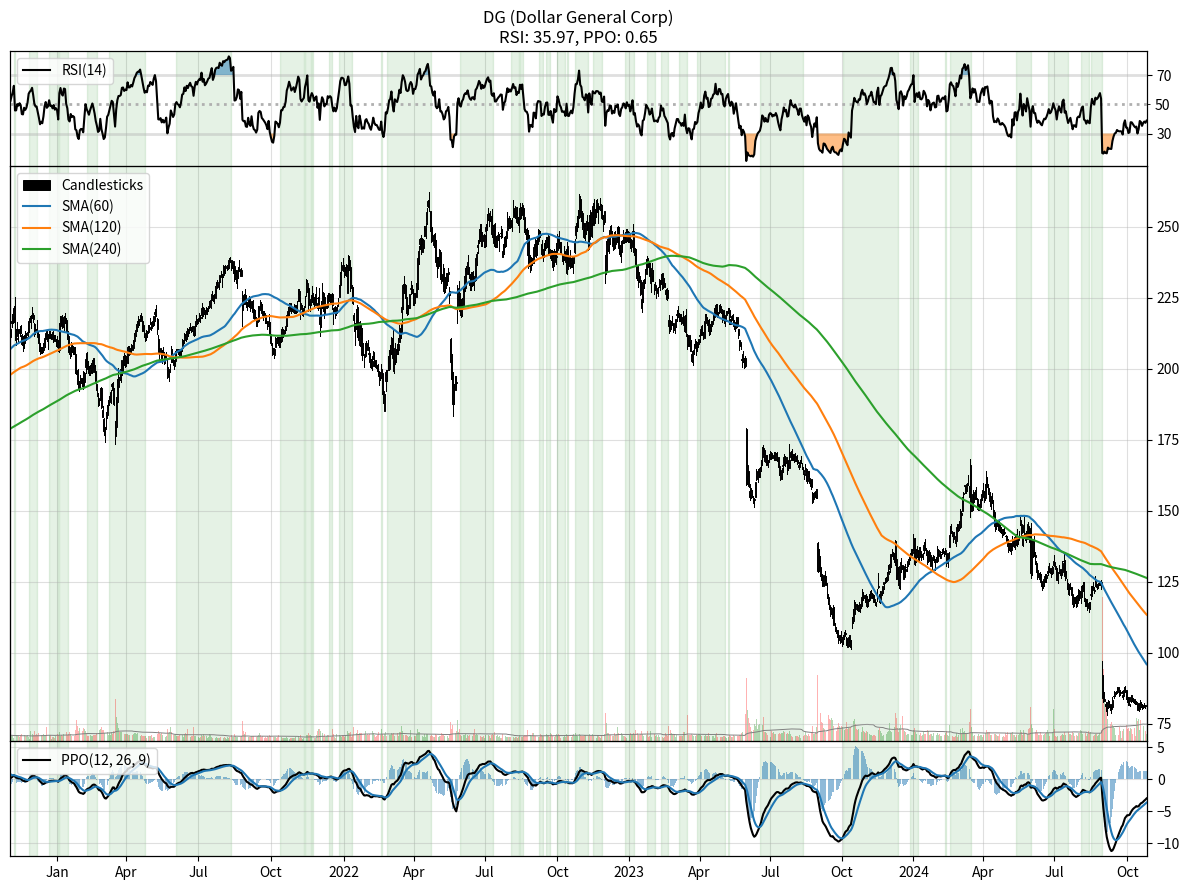 DG (Dollar General Corp)
RSI: 35.97, PPO: 0.65
RSI(14)
70
50
30
Candlesticks
SMA(60)
SMA(120)
SMA(240)
250
225
200
175
150
125
100
75
PPO(12, 26, 9)
5
0
−5
−10
Jan Apr Jul Oct 2022 Apr Jul Oct 2023 Apr Jul Oct 2024 Apr Jul Oct